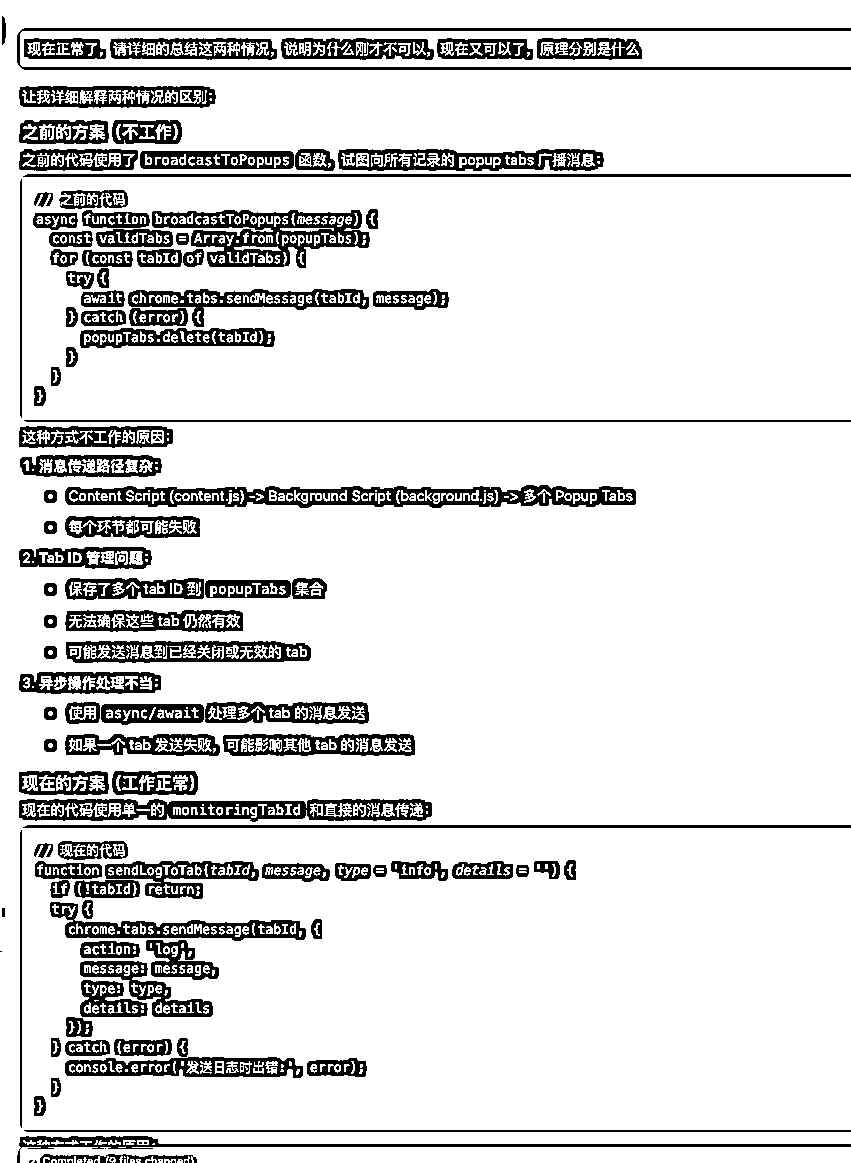 现在正常了，请详细的总结这两种情况，说明为什么刚才不可以，现在又可以了，原理分别是什么
让我详细解释两种情况的区别：
之前的方案（不工作）
之前的代码使用了 broadcastToPopups 函数，试图向所有记录的 popup tabs 广播消息：
/// 之前的代码
async function broadcastToPopups(message) {
const validTabs = Array.from(popupTabs);
for (const tabId of validTabs) {
try {
await chrome.tabs.sendMessage(tabId, message);
} catch (error) {
popupTabs.delete(tabId);
}
}
}
这种方式不工作的原因：
1. 消息传递路径复杂：
Content Script (content.js) -> Background Script (background.js) -> 多个 Popup Tabs
每个环节都可能失败
2. Tab ID 管理问题：
保存了多个 tab ID 到 popupTabs 集合
无法确保这些 tab 仍然有效
可能发送消息到已经关闭或无效的 tab
3. 异步操作处理不当：
使用 async/await 处理多个 tab 的消息发送
如果一个 tab 发送失败，可能影响其他 tab 的消息发送
现在的方案（工作正常）
现在的代码使用单一的 monitoringTabId 和直接的消息传递：
/// 现在的代码
function sendLogToTab(tabId, message, type = 'info', details = '') {
if (!tabId) return;
try {
chrome.tabs.sendMessage(tabId, {
action: 'log',
message: message,
type: type,
details: details
});
} catch (error) {
console.error('发送日志时出错:', error);
}
}
Completed (9 files changed)